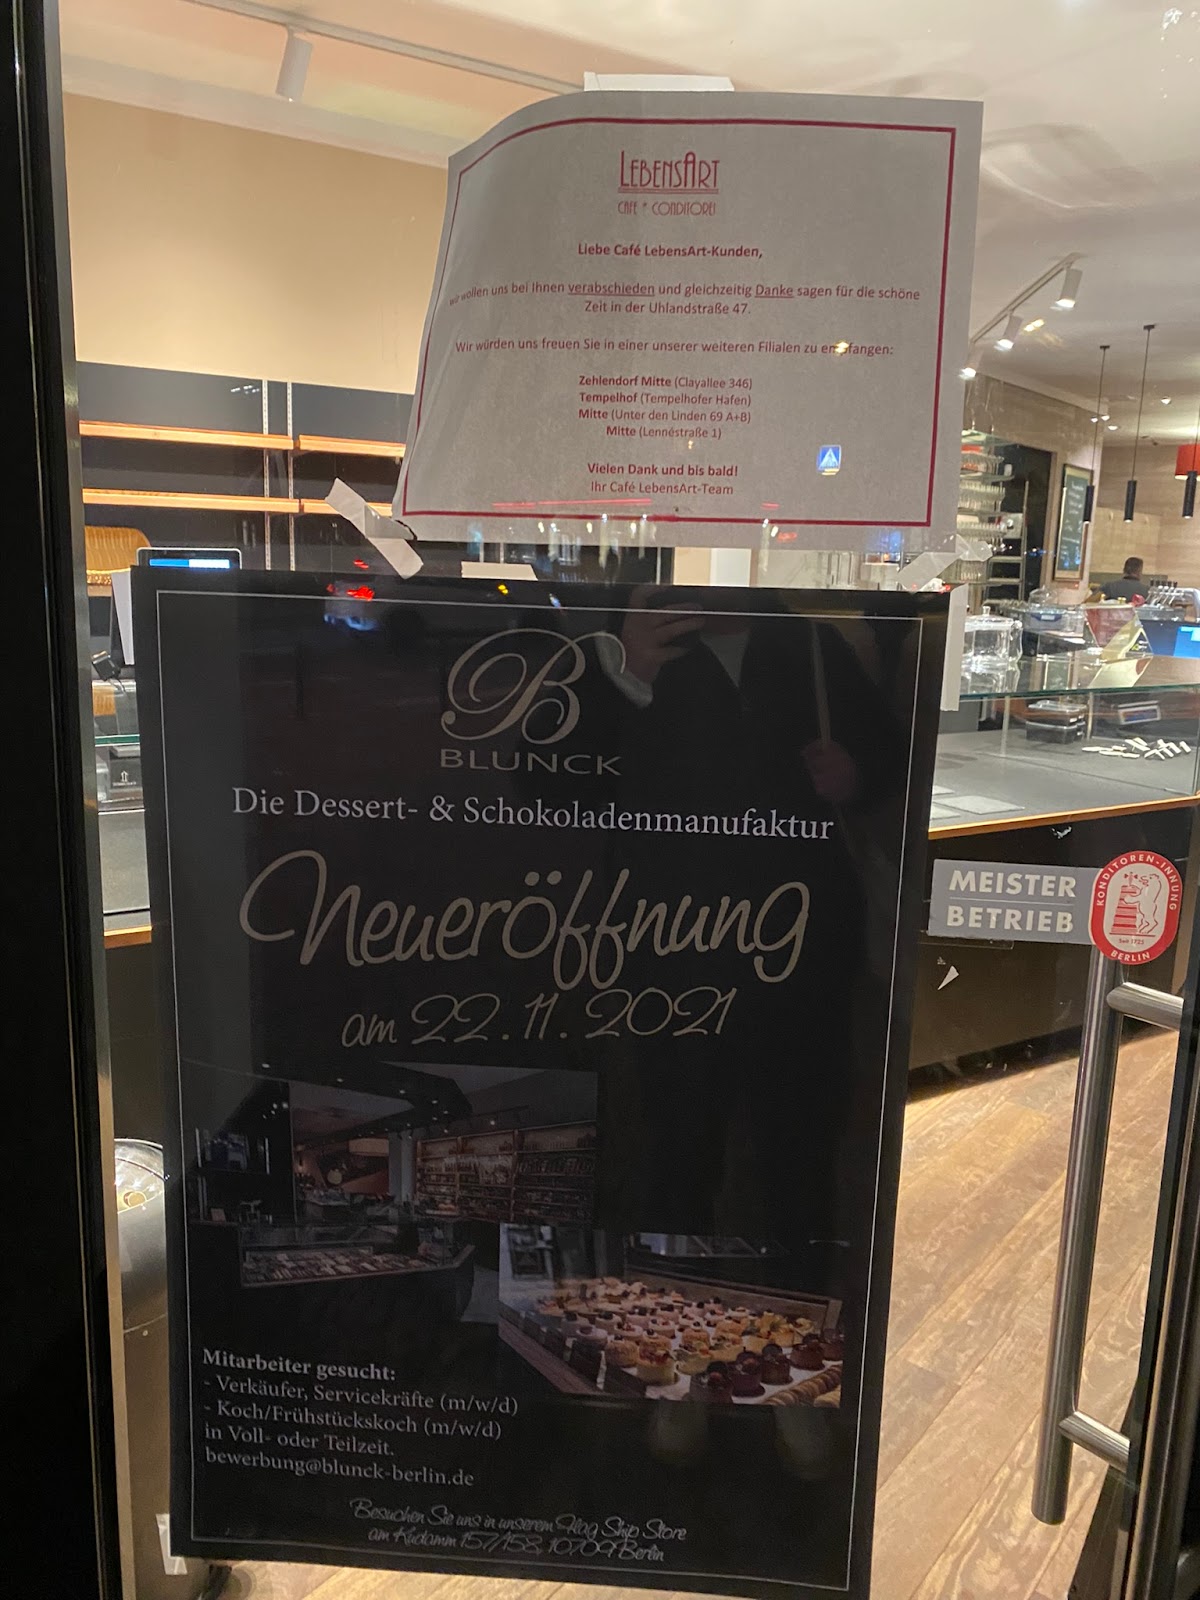 LEBENSART
CAFE * CONDITOREI
Liebe Café LebensArt-Kunden,
wir wollen uns bei Ihnen verabschieden und gleichzeitig Danke sagen für die schöne
Zeit in der Uhlandstraße 47.
Wir würden uns freuen Sie in einer unserer weiteren Filialen zu empfangen:
Zehlendorf Mitte (Clayallee 346)
Tempelhof (Tempelhofer Hafen)
Mitte (Unter den Linden 69 A+B)
Mitte (Lennéstraße 1)
Vielen Dank und bis bald!
Ihr Café LebensArt-Team
B
BLUNCK
Die Dessert- & Schokoladenmanufaktur
Neueröffnung
am 22.11.2021
Mitarbeiter gesucht:
- Verkäufer, Servicekräfte (m/w/d)
- Koch/Frühstückskoch (m/w/d)
in Voll- oder Teilzeit.
bewerbung@blunck-berlin.de
Besuchen Sie uns in unserem Flag Ship Store
am Kudamm 157/158, 10709 Berlin
MEISTER
BETRIEB
KONDITOREN-INNUNG
Seit 1725
BERLIN